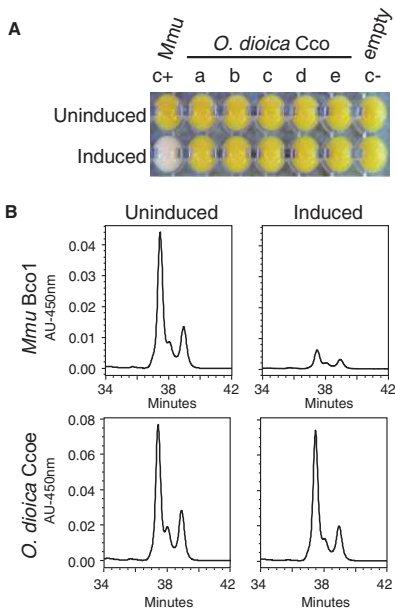 A
Mmu
O. dioica Cco
empty
c+ a b c d e c-
Uninduced
Induced
B
Uninduced
Induced
Mmu Bco1
AU-450nm
0.04
0.03
0.02
0.01
0.00
34 38 42
Minutes
34 38 42
Minutes
O. dioica Ccoe
AU-450nm
0.08
0.06
0.04
0.02
0.00
34 38 42
Minutes
34 38 42
Minutes